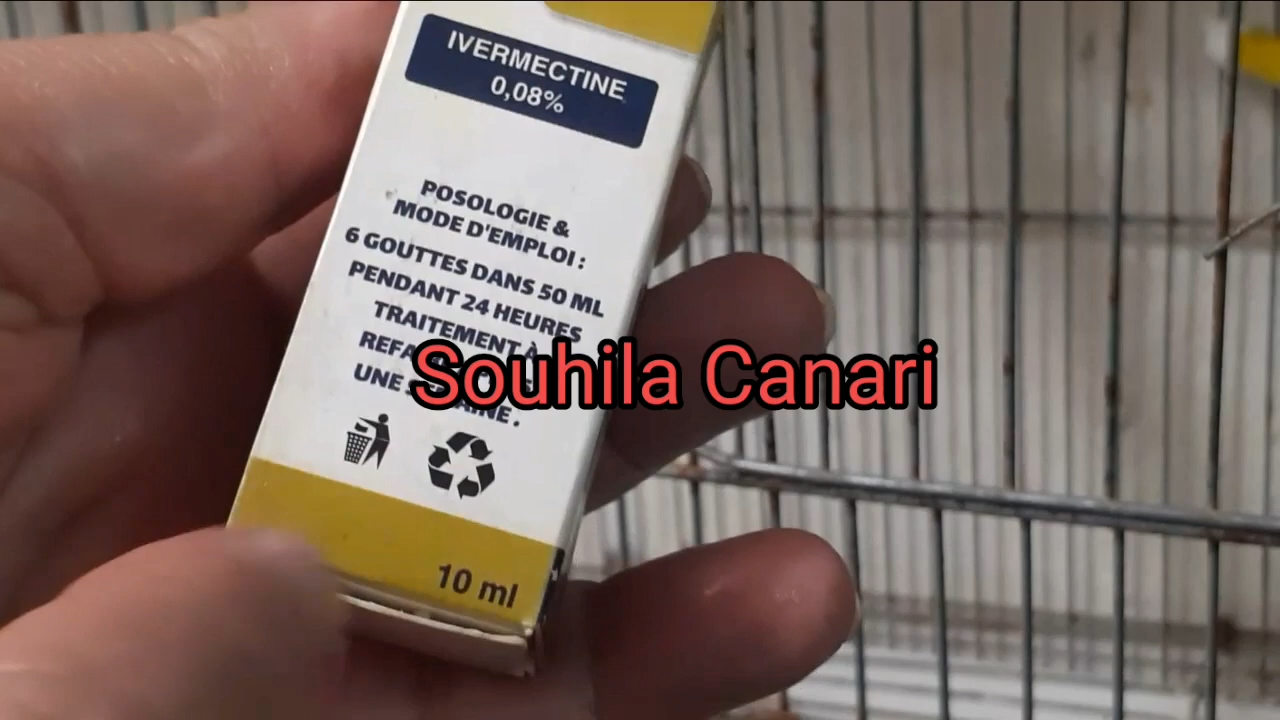 IVERMECTINE
0,08%
POSOLOGIE &
MODE D'EMPLOI :
6 GOUTTES DANS 50 ML
PENDANT 24 HEURES
TRAITEMENT À
UNE
Souhila Canari
10 ml